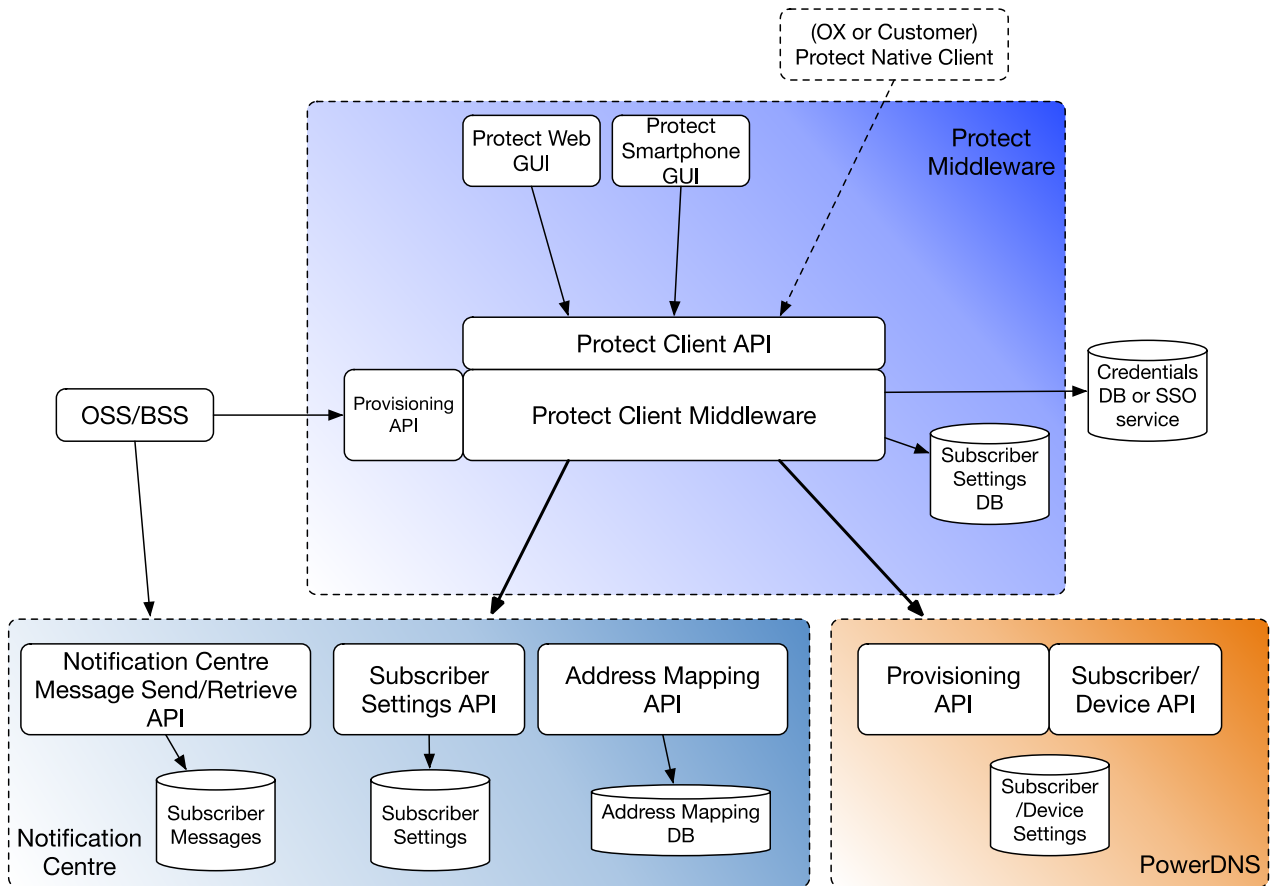 (OX or Customer)
Protect Native Client
Protect Web
GUI
Protect
Smartphone
GUI
Protect
Middleware
Protect Client API
OSS/BSS
Provisioning
API
Protect Client Middleware
Credentials
DB or SSO
service
Subscriber
Settings
DB
Notification Centre
Message Send/Retrieve
API
Subscriber
Settings API
Address Mapping
API
Provisioning
API
Subscriber/
Device API
Subscriber
Messages
Subscriber
Settings
Address Mapping
DB
Subscriber
/Device
Settings
Notification
Centre
PowerDNS